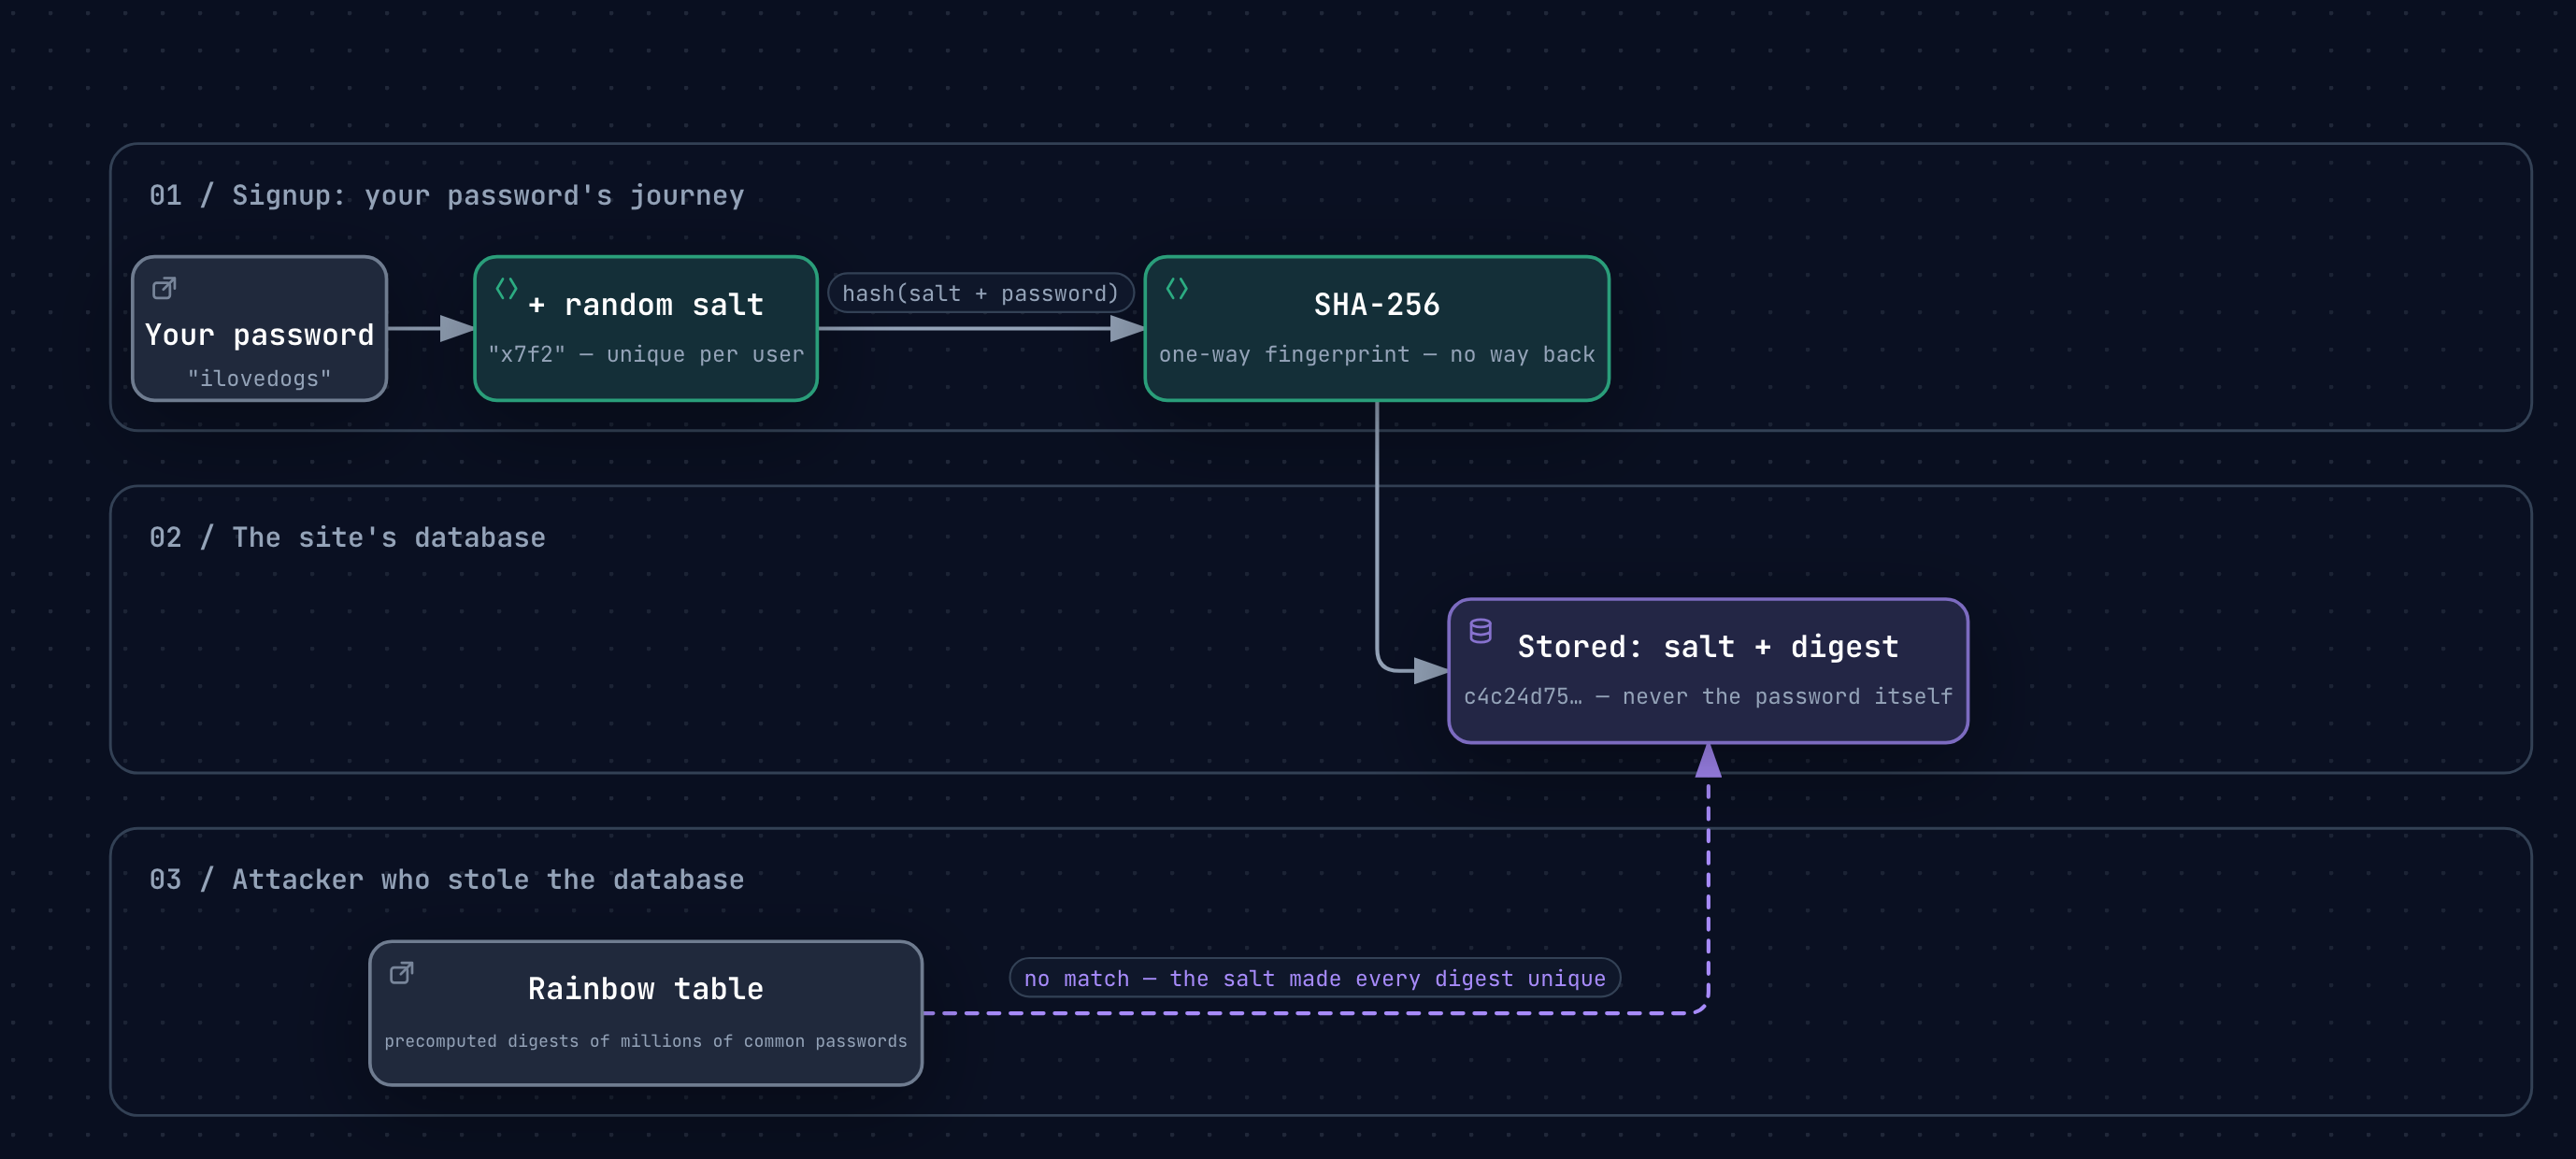 01 / Signup: your password's journey
Your password
"ilovedogs"
+ random salt
"x7f2" — unique per user
hash(salt + password)
SHA-256
one-way fingerprint — no way back
02 / The site's database
Stored: salt + digest
c4c24d75… — never the password itself
03 / Attacker who stole the database
Rainbow table
precomputed digests of millions of common passwords
no match — the salt made every digest unique